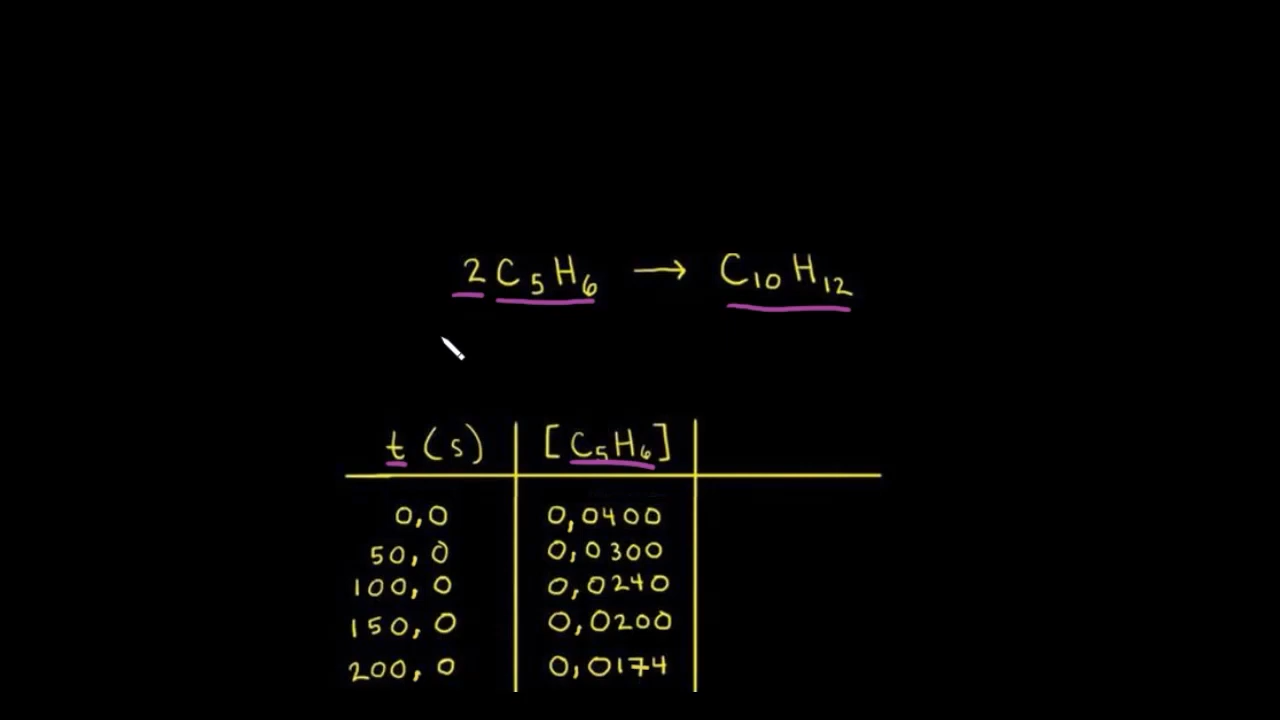 2C₅H₆ → C₁₀H₁₂
t (s) [C₅H₆]
0,0 0,0400
50,0 0,0300
100,0 0,0240
150,0 0,0200
200,0 0,0174